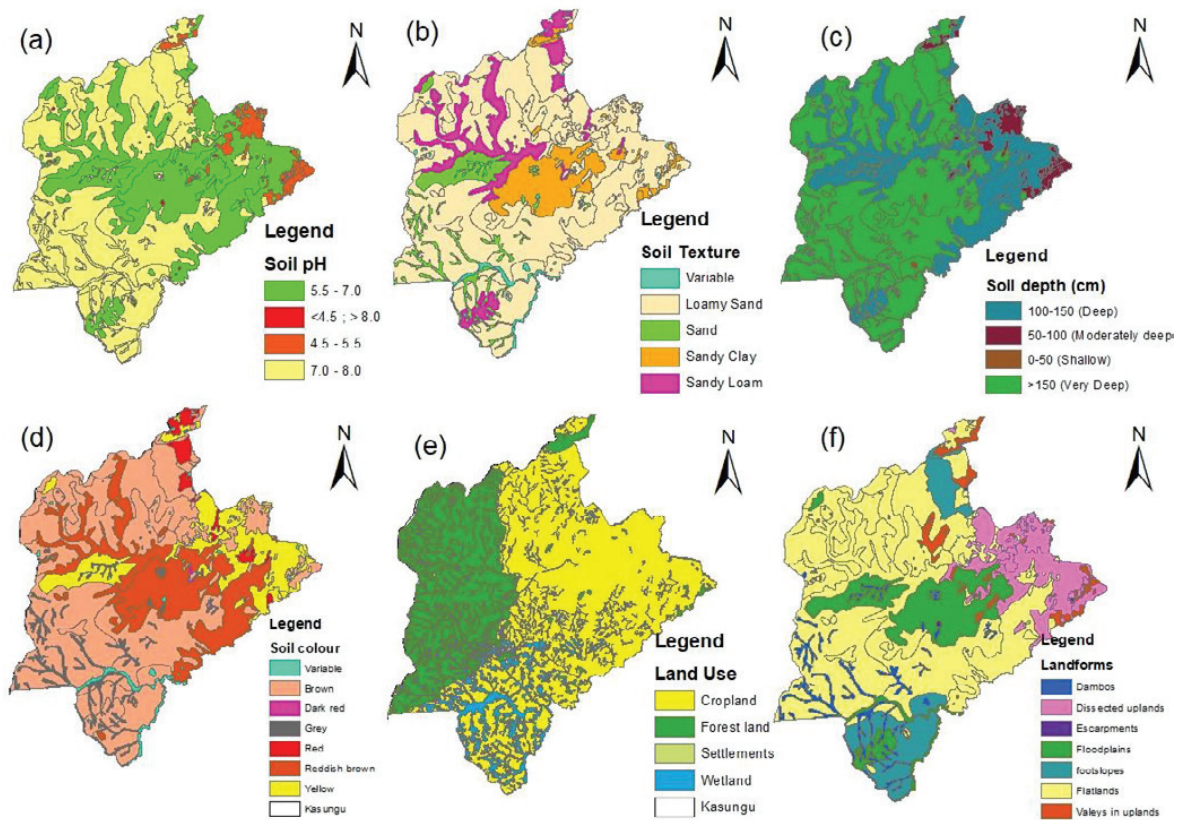 (a)
N
Legend
Soil pH
5.5 - 7.0
<4.5 ; > 8.0
4.5 - 5.5
7.0 - 8.0
(b)
N
Legend
Soil Texture
Variable
Loamy Sand
Sand
Sandy Clay
Sandy Loam
(c)
N
Legend
Soil depth (cm)
100-150 (Deep)
50-100 (Moderately deep)
0-50 (Shallow)
>150 (Very Deep)
(d)
N
Legend
Soil colour
Variable
Brown
Dark red
Grey
Red
Reddish brown
Yellow
Kasungu
(e)
N
Legend
Land Use
Cropland
Forest land
Settlements
Wetland
Kasungu
(f)
N
Legend
Landforms
Dambos
Dissected uplands
Escarpments
Floodplains
footslopes
Flatlands
Valeys in uplands